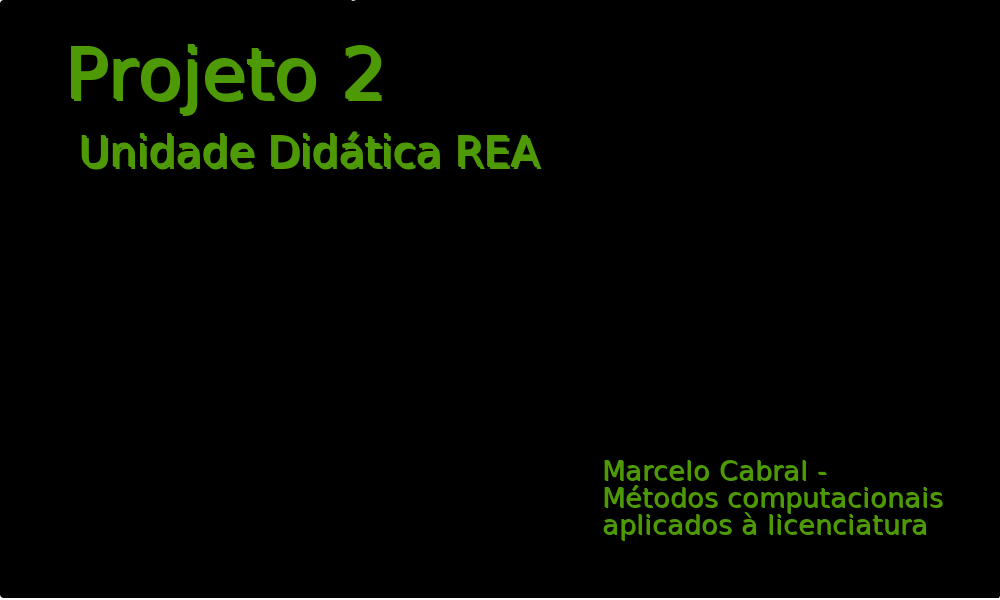 Projeto 2
Unidade Didática REA
Marcelo Cabral -
Métodos computacionais
aplicados à licenciatura